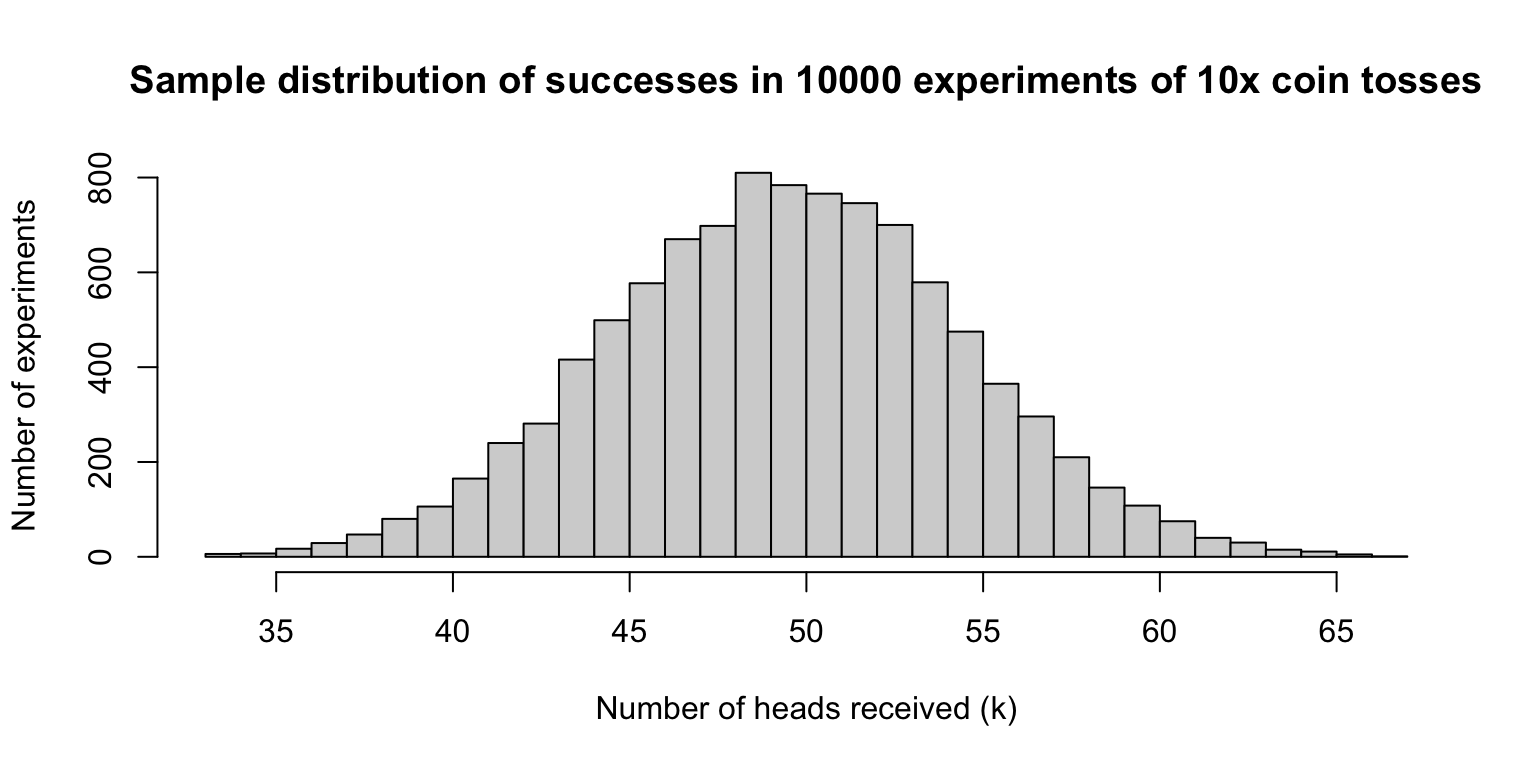 Sample distribution of successes in 10000 experiments of 10x coin tosses
Number of experiments
800
600
400
200
0
35 40 45 50 55 60 65
Number of heads received (k)